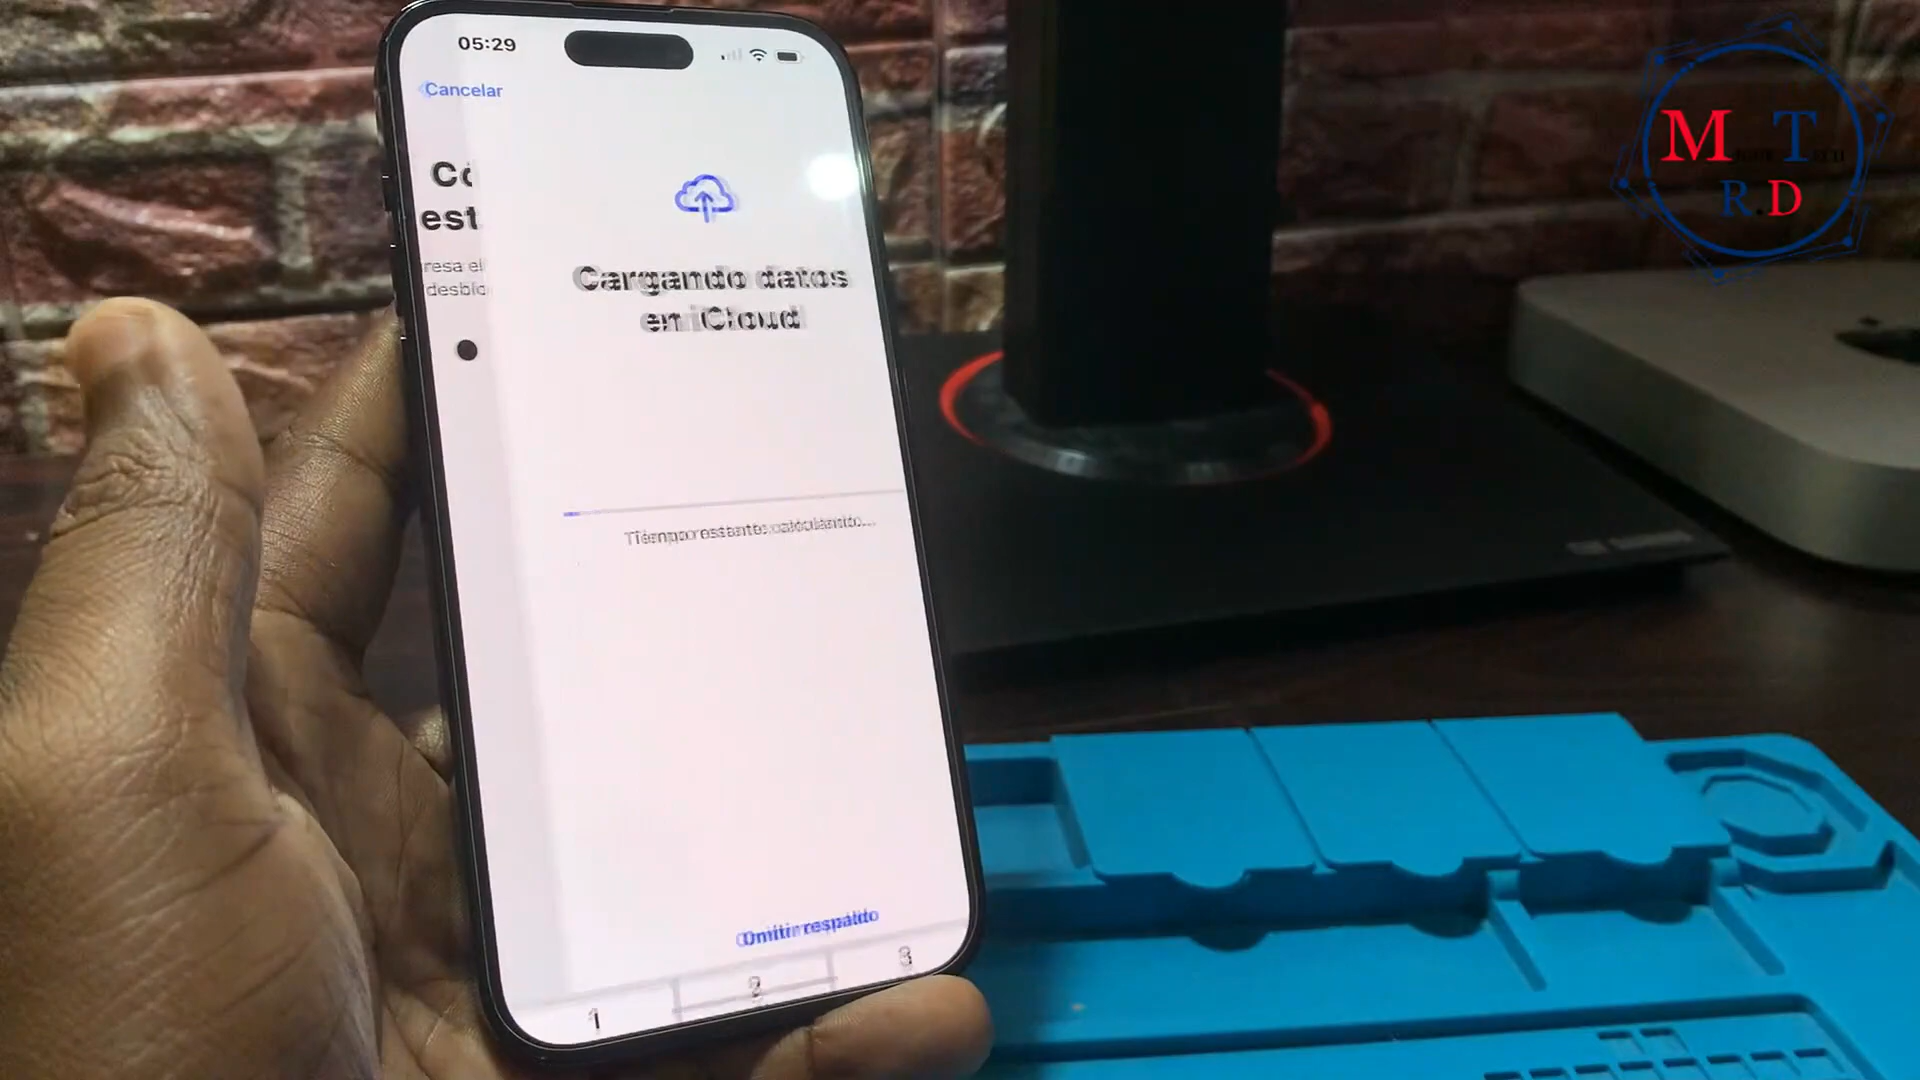 05:29
Cancelar
Có
est
resa el
desblo
Cargando datos
en iCloud
Tiempo restante: calculando...
Omitir respaldo
1
2
3
M T
R.D